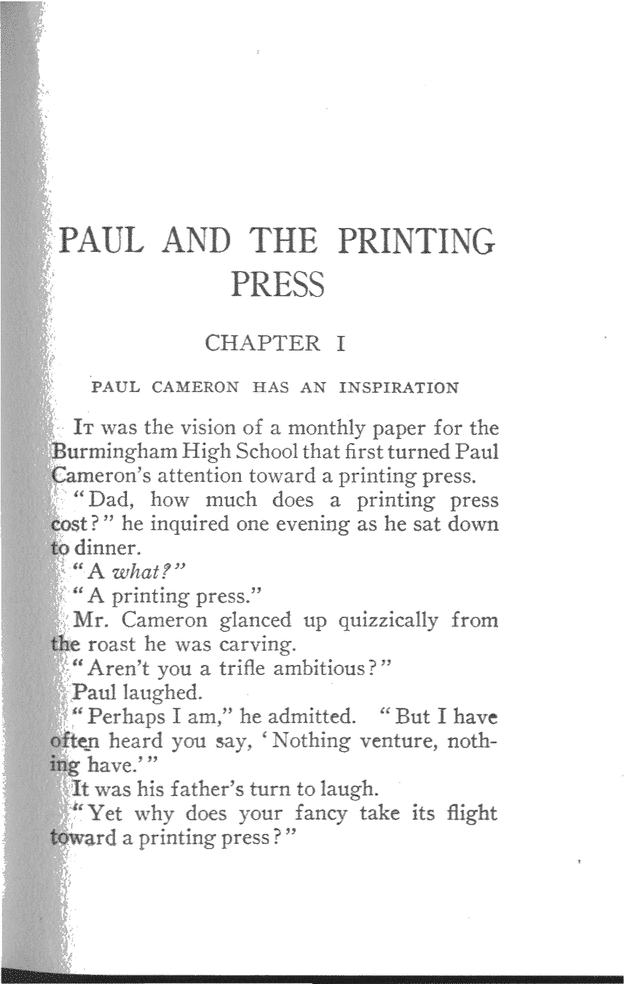 PAUL AND THE PRINTING
PRESS
CHAPTER I
PAUL CAMERON HAS AN INSPIRATION
IT was the vision of a monthly paper for the
Burmingham High School that first turned Paul
Cameron's attention toward a printing press.
"Dad, how much does a printing press
cost?" he inquired one evening as he sat down
to dinner.
"A what?"
"A printing press."
Mr. Cameron glanced up quizzically from
the roast he was carving.
"Aren't you a trifle ambitious?"
Paul laughed.
"Perhaps I am," he admitted. "But I have
often heard you say, 'Nothing venture, noth-
ing have.'"
It was his father's turn to laugh.
"Yet why does your fancy take its flight
toward a printing press?"